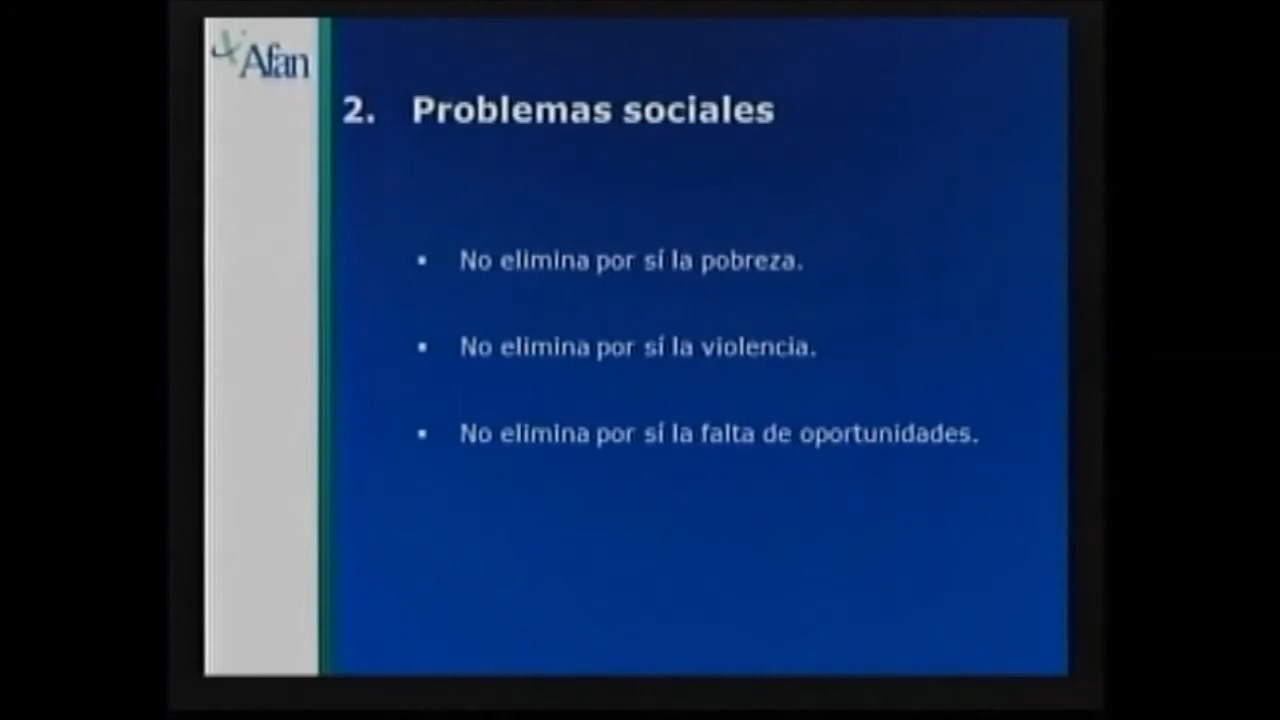 Afan
2. Problemas sociales
▪ No elimina por sí la pobreza.
▪ No elimina por sí la violencia.
▪ No elimina por sí la falta de oportunidades.